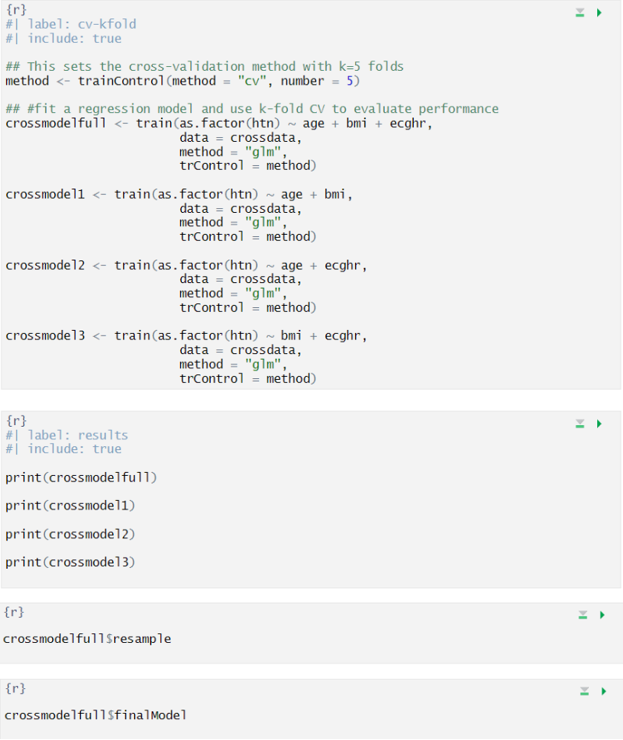 {r}
#| label: cv-kfold
#| include: true
## This sets the cross-validation method with k=5 folds
method <- trainControl(method = "cv", number = 5)
## #fit a regression model and use k-fold CV to evaluate performance
crossmodelfull <- train(as.factor(htn) ~ age + bmi + ecghr,
data = crossdata,
method = "glm",
trControl = method)
crossmodel1 <- train(as.factor(htn) ~ age + bmi,
data = crossdata,
method = "glm",
trControl = method)
crossmodel2 <- train(as.factor(htn) ~ age + ecghr,
data = crossdata,
method = "glm",
trControl = method)
crossmodel3 <- train(as.factor(htn) ~ bmi + ecghr,
data = crossdata,
method = "glm",
trControl = method)
{r}
#| label: results
#| include: true
print(crossmodelfull)
print(crossmodel1)
print(crossmodel2)
print(crossmodel3)
{r}
crossmodelfull$resample
{r}
crossmodelfull$finalModel